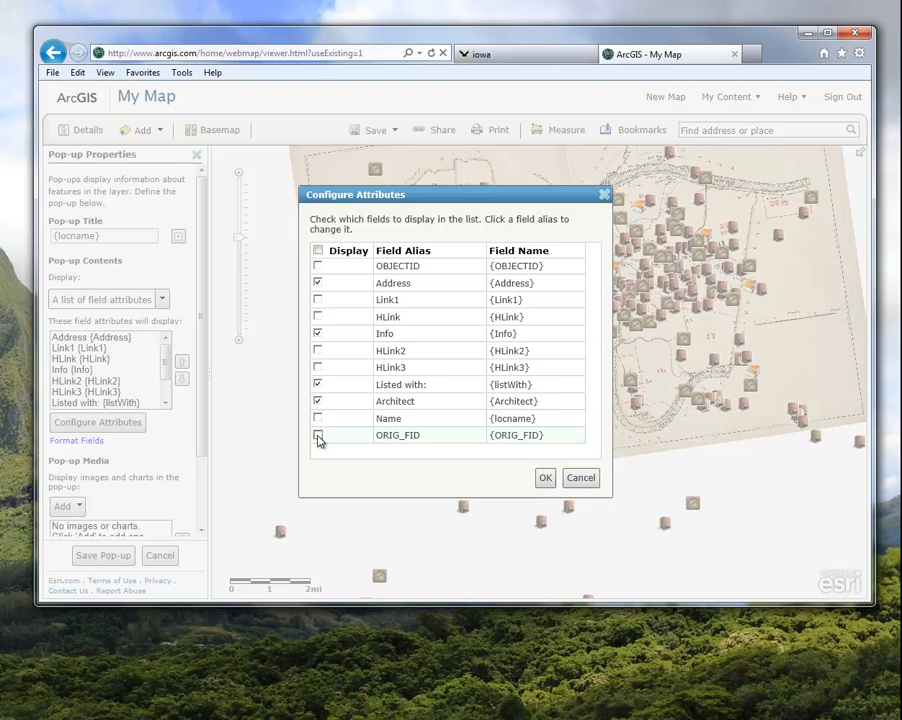 http://www.arcgis.com/home/webmap/viewer.html?useExisting=1
iowa
ArcGIS - My Map
File Edit View Favorites Tools Help
ArcGIS My Map
New Map My Content Help Sign Out
Details Add Basemap Save Share Print Measure Bookmarks Find address or place
Pop-up Properties
Pop-ups display information about
features in the layer. Define the
pop-up below.
Pop-up Title
{locname}
Pop-up Contents
Display:
A list of field attributes
These field attributes will display:
Address {Address}
Link1 {Link1}
HLink {HLink}
Info {Info}
HLink2 {HLink2}
HLink3 {HLink3}
Listed with: {listWith}
Configure Attributes
Format Fields
Pop-up Media
Display images and charts in the
pop-up:
Add
No images or charts.
Save Pop-up Cancel
Esri.com . Terms of Use . Privacy .
Contact Us . Report Abuse
Configure Attributes
Check which fields to display in the list. Click a field alias to
change it.
Display Field Alias Field Name
OBJECTID {OBJECTID}
Address {Address}
Link1 {Link1}
HLink {HLink}
Info {Info}
HLink2 {HLink2}
HLink3 {HLink3}
Listed with: {listWith}
Architect {Architect}
Name {locname}
ORIG_FID {ORIG_FID}
OK Cancel
0 1 2mi
esri